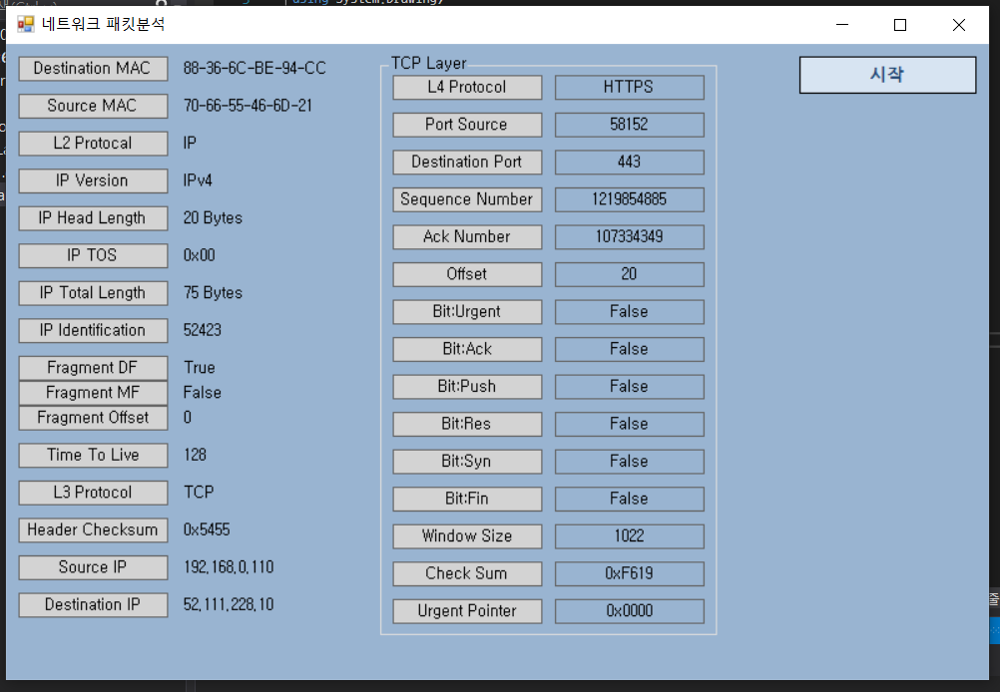 using System.Drawing;
네트워크 패킷분석
Destination MAC 88-36-6C-BE-94-CC
Source MAC 70-66-55-46-6D-21
L2 Protocal IP
IP Version IPv4
IP Head Length 20 Bytes
IP TOS 0x00
IP Total Length 75 Bytes
IP Identification 52423
Fragment DF True
Fragment MF False
Fragment Offset 0
Time To Live 128
L3 Protocol TCP
Header Checksum 0x5455
Source IP 192.168.0.110
Destination IP 52.111.228.10
TCP Layer
L4 Protocol HTTPS
Port Source 58152
Destination Port 443
Sequence Number 1219854885
Ack Number 107334349
Offset 20
Bit:Urgent False
Bit:Ack False
Bit:Push False
Bit:Res False
Bit:Syn False
Bit:Fin False
Window Size 1022
Check Sum 0xF619
Urgent Pointer 0x0000
시작
줄